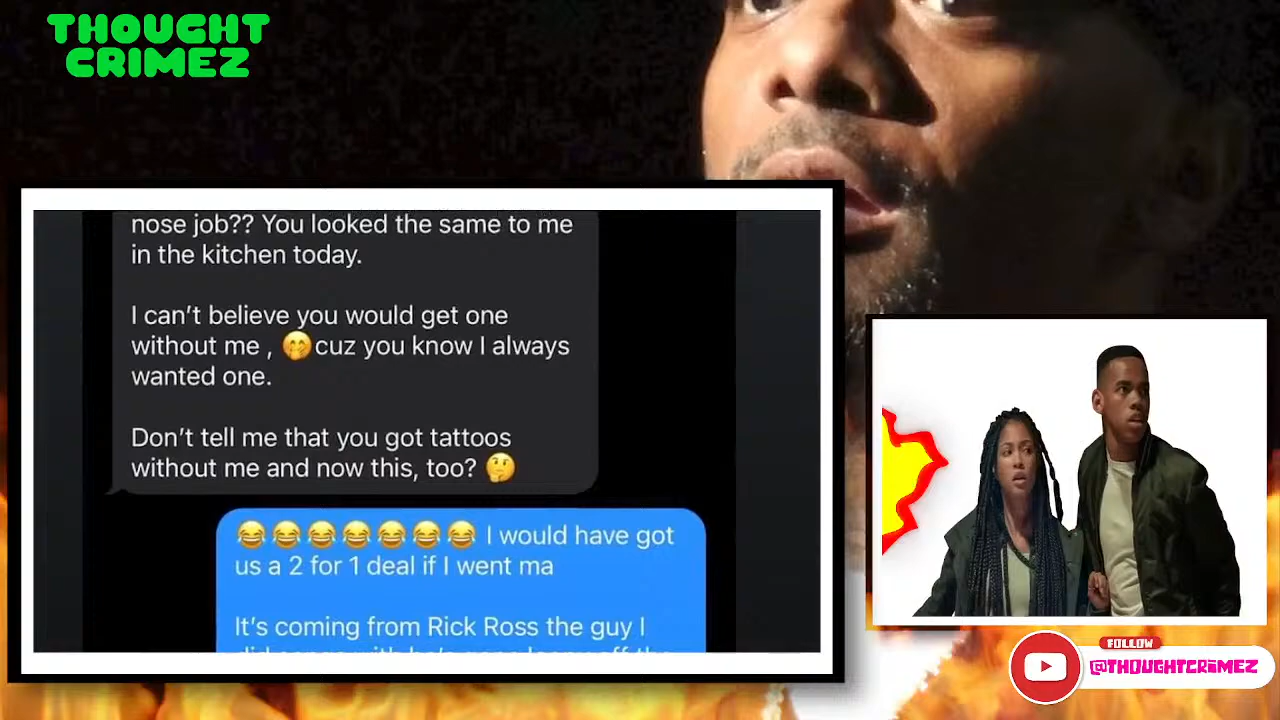 THOUGHT
CRIMEZ
nose job?? You looked the same to me
in the kitchen today.
I can't believe you would get one
without me , 🤭cuz you know I always
wanted one.
Don't tell me that you got tattoos
without me and now this, too? 🤔
😂😂😂😂😂😂😂 I would have got
us a 2 for 1 deal if I went ma
It's coming from Rick Ross the guy I
FOLLOW
@THOUGHTCRIMEZ